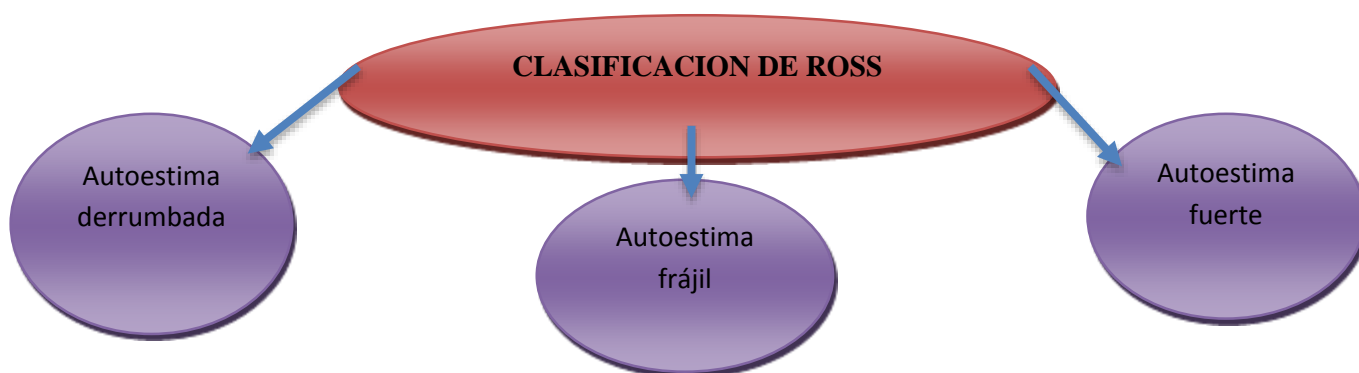 CLASIFICACION DE ROSS
Autoestima
derrumbada
Autoestima
frájil
Autoestima
fuerte